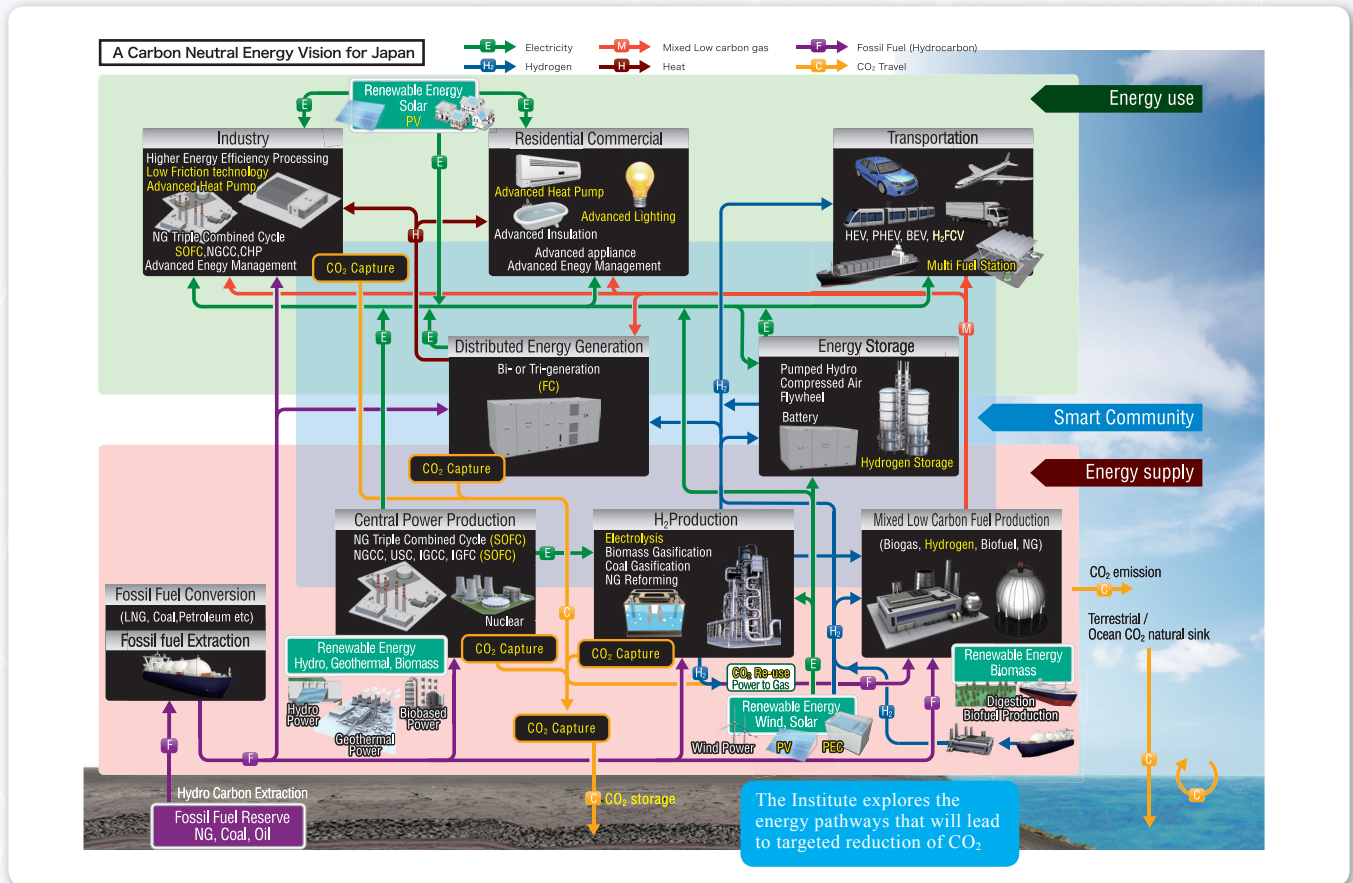 A Carbon Neutral Energy Vision for Japan
E Electricity
M Mixed Low carbon gas
F Fossil Fuel (Hydrocarbon)
H₂ Hydrogen
H Heat
C CO₂ Travel
Energy use
Renewable Energy
Solar
PV
E
E
E
Industry
Higher Energy Efficiency Processing
Low Friction technology
Advanced Heat Pump
NG Triple Combined Cycle
SOFC,NGCC,CHP
Advanced Enegy Management
CO₂ Capture
H
Residential Commercial
Advanced Heat Pump
Advanced Lighting
Advanced Insulation
Advanced appliance
Advanced Enegy Management
Transportation
HEV, PHEV, BEV, H₂FCV
Multi Fuel Station
E
E
E
M
Distributed Energy Generation
Bi- or Tri-generation
(FC)
CO₂ Capture
H₂
Energy Storage
Pumped Hydro
Compressed Air
Flywheel
Battery
Hydrogen Storage
Smart Community
Energy supply
Central Power Production
NG Triple Combined Cycle (SOFC)
NGCC, USC, IGCC, IGFC (SOFC)
Nuclear
E
C
H₂Production
Electrolysis
Biomass Gasification
Coal Gasification
NG Reforming
Mixed Low Carbon Fuel Production
(Biogas, Hydrogen, Biofuel, NG)
CO₂ emission
C
Terrestrial /
Ocean CO₂ natural sink
Fossil Fuel Conversion
(LNG, Coal,Petroleum etc)
Fossil fuel Extraction
Renewable Energy
Hydro, Geothermal, Biomass
Hydro
Power
Geothermal
Power
Biobased
Power
CO₂ Capture
CO₂ Capture
CO₂ Capture
H₂
CO₂ Re-use
Power to Gas
F
E
H₂
F
Renewable Energy
Wind, Solar
Wind Power
PV
PEC
Renewable Energy
Biomass
Digestion
Biofuel Production
H₂
F
F
C
C
Hydro Carbon Extraction
Fossil Fuel Reserve
NG, Coal, Oil
C CO₂ storage
The Institute explores the
energy pathways that will lead
to targeted reduction of CO₂